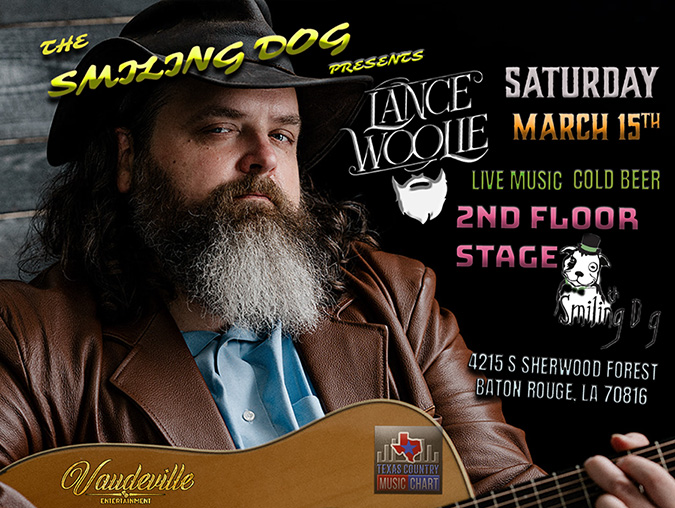 THE
SMILING DOG
PRESENTS
LANCE
WOOLIE
SATURDAY
MARCH 15TH
LIVE MUSIC COLD BEER
2ND FLOOR
STAGE
Smiling D g
4215 S SHERWOOD FOREST
BATON ROUGE, LA 70816
Vaudeville
ENTERTAINMENT
TEXAS COUNTRY
MUSIC CHART